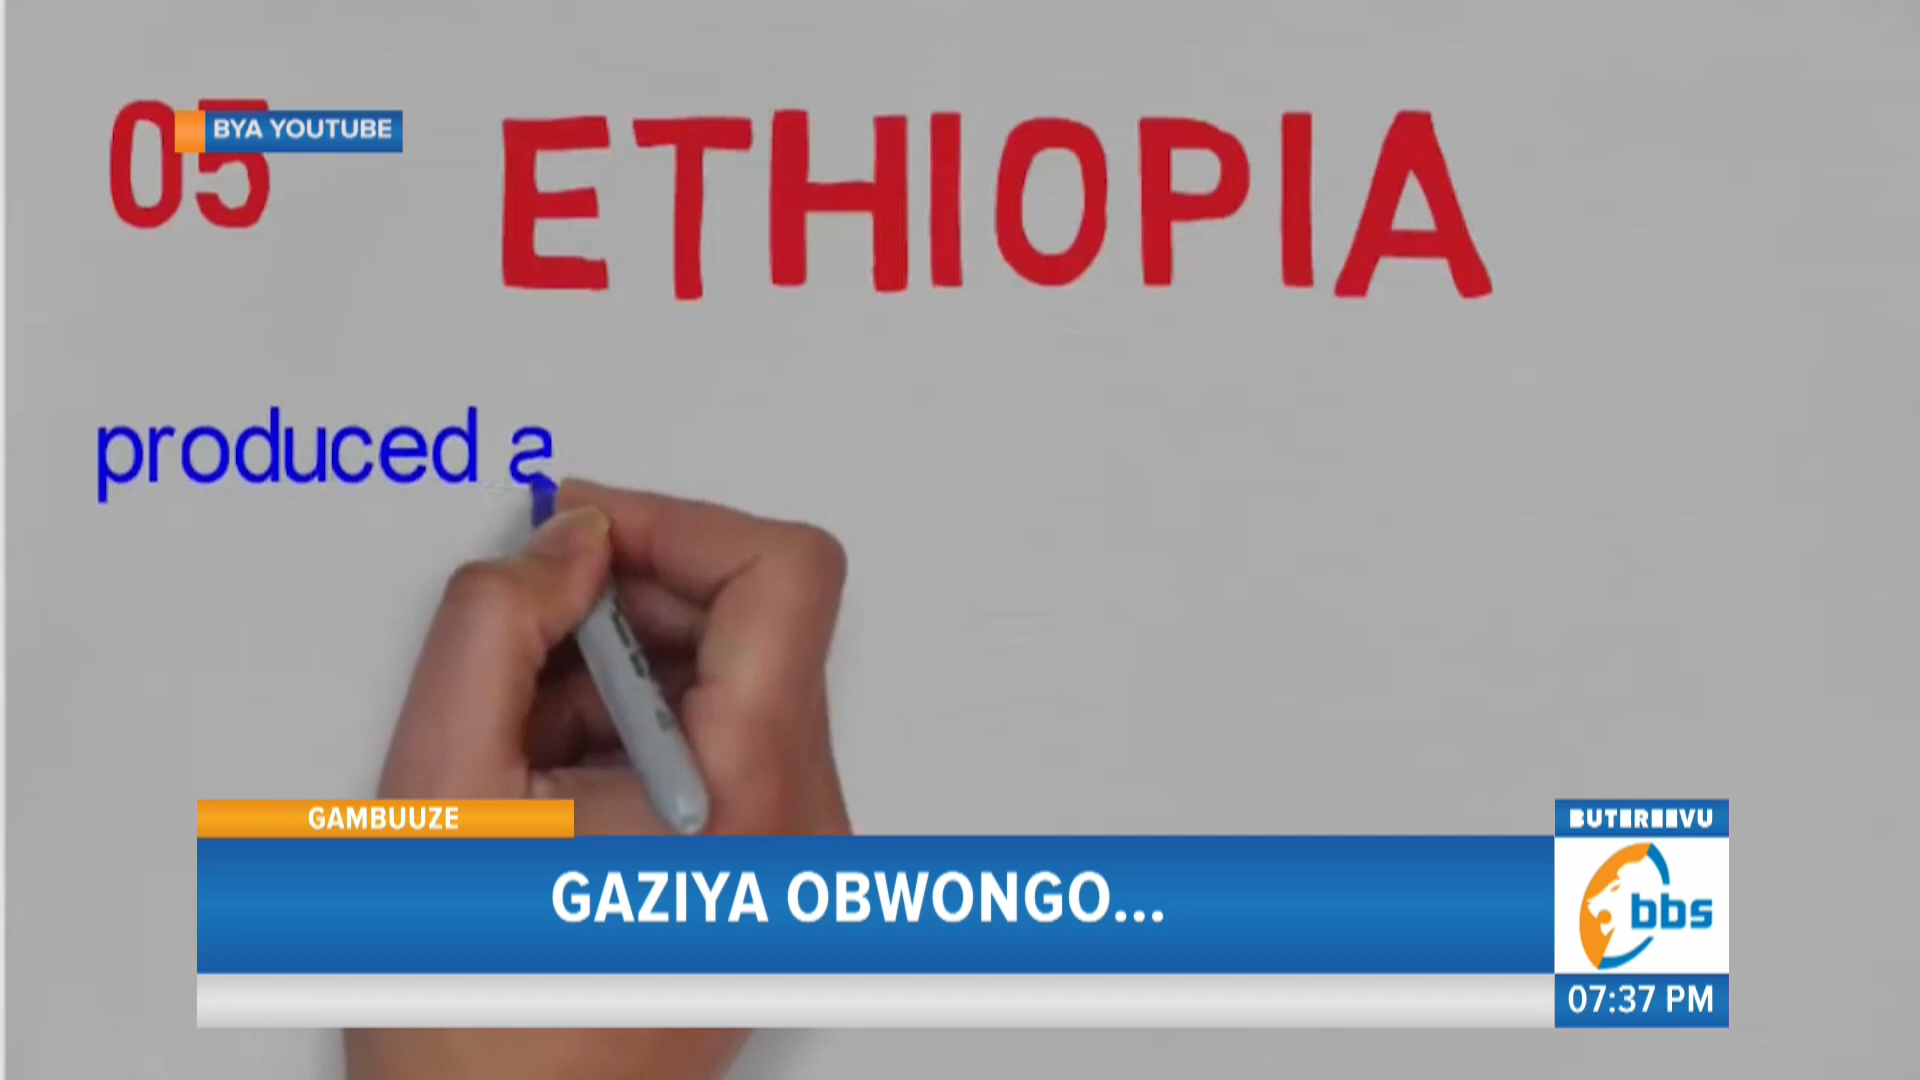 05 ETHIOPIA
BYA YOUTUBE
produced a
GAMBUUZE
GAZIYA OBWONGO...
BUTEREEVU
bbs
07:37 PM